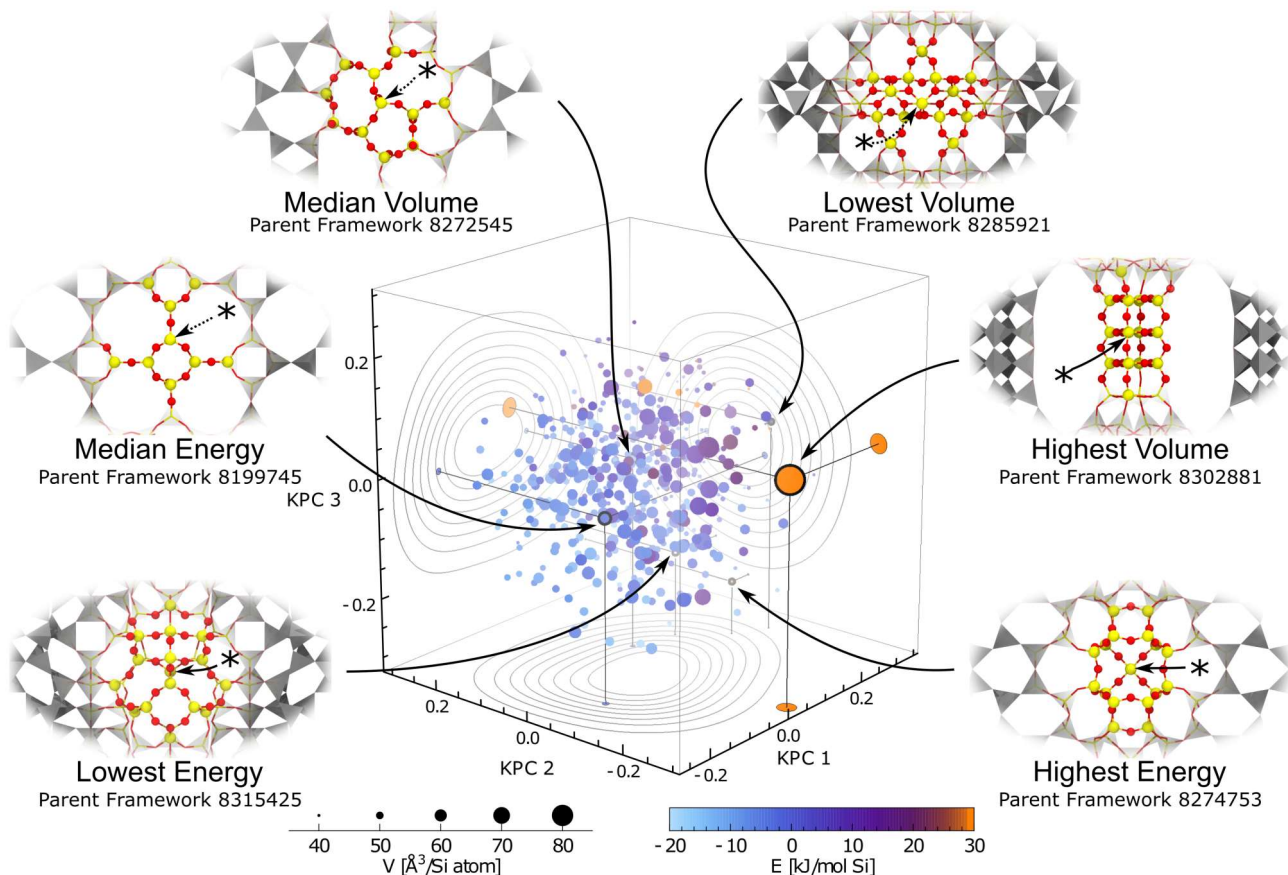 *
Median Volume
Parent Framework 8272545
*
Lowest Volume
Parent Framework 8285921
*
Median Energy
Parent Framework 8199745
*
Highest Volume
Parent Framework 8302881
*
Lowest Energy
Parent Framework 8315425
*
Highest Energy
Parent Framework 8274753
0.2
0.0
-0.2
KPC 3
0.2
0.0
-0.2
KPC 2
-0.2
0.0
0.2
KPC 1
40 50 60 70 80
V [Å³/Si atom]
-20 -10 0 10 20 30
E [kJ/mol Si]